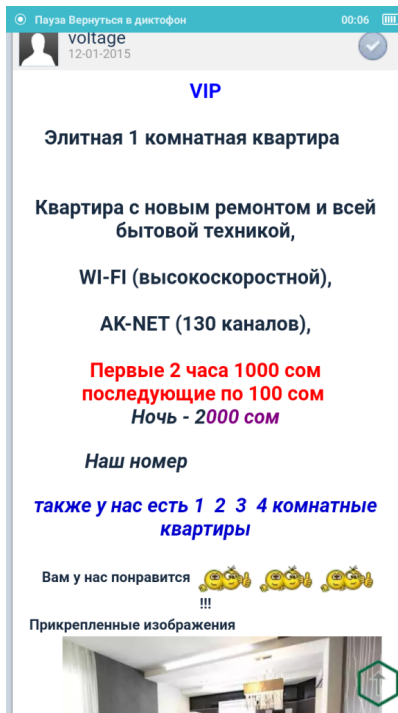 Пауза Вернуться в диктофон 00:06
voltage
12-01-2015
VIP
Элитная 1 комнатная квартира
Квартира с новым ремонтом и всей
бытовой техникой,
WI-FI (высокоскоростной),
AK-NET (130 каналов),
Первые 2 часа 1000 сом
последующие по 100 сом
Ночь - 2000 сом
Наш номер
также у нас есть 1 2 3 4 комнатные
квартиры
Вам у нас понравится
!!!
Прикрепленные изображения